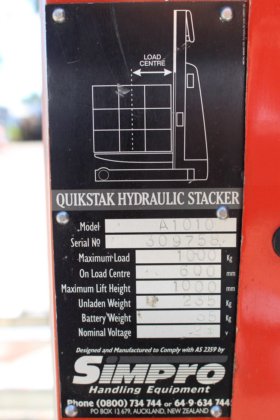 LOAD
CENTRE
QUIKSTAK HYDRAULIC STACKER
Model A1010
Serial Nº 309758
Maximum Load 1000 Kg
On Load Centre 600 mm
Maximum Lift Height 1000 mm
Unladen Weight 235 Kg
Battery Weight Kg
Nominal Voltage V
Designed and Manufactured to Comply with AS 2359 by
Simpro
Handling Equipment
Phone (0800) 734 744 or 64-9-634 744
PO BOX 13 679, AUCKLAND, NEW ZEALAND